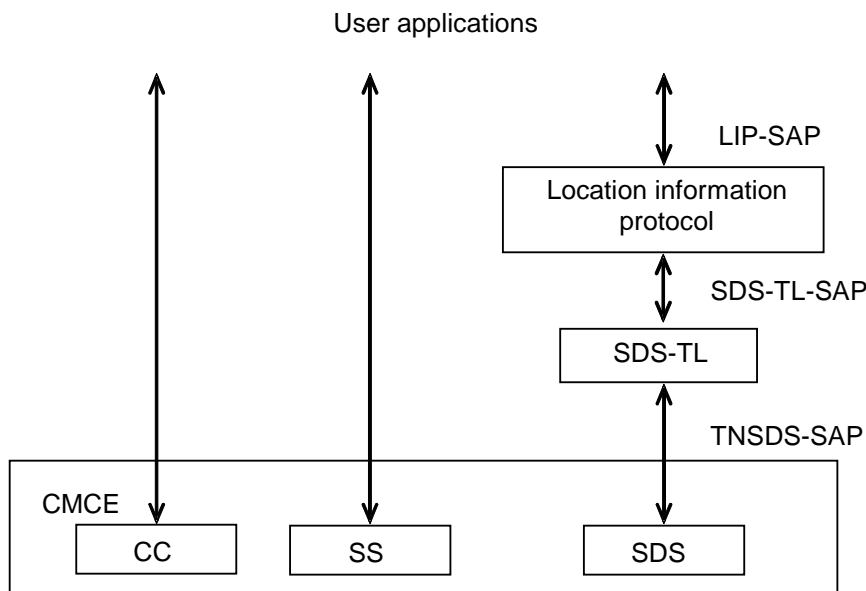 User applications
LIP-SAP
Location information
protocol
SDS-TL-SAP
SDS-TL
TNSDS-SAP
CMCE
CC
SS
SDS